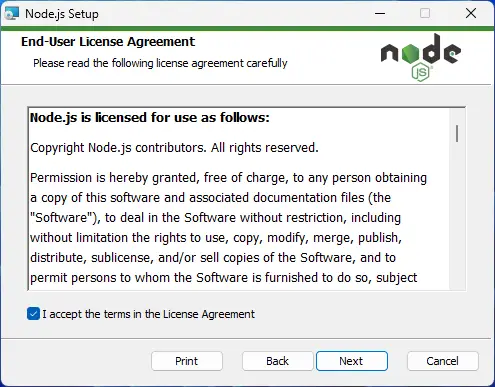 Node.js Setup
End-User License Agreement
Please read the following license agreement carefully
node
JS
Node.js is licensed for use as follows:
Copyright Node.js contributors. All rights reserved.
Permission is hereby granted, free of charge, to any person obtaining
a copy of this software and associated documentation files (the
"Software"), to deal in the Software without restriction, including
without limitation the rights to use, copy, modify, merge, publish,
distribute, sublicense, and/or sell copies of the Software, and to
permit persons to whom the Software is furnished to do so, subject
I accept the terms in the License Agreement
Print
Back
Next
Cancel